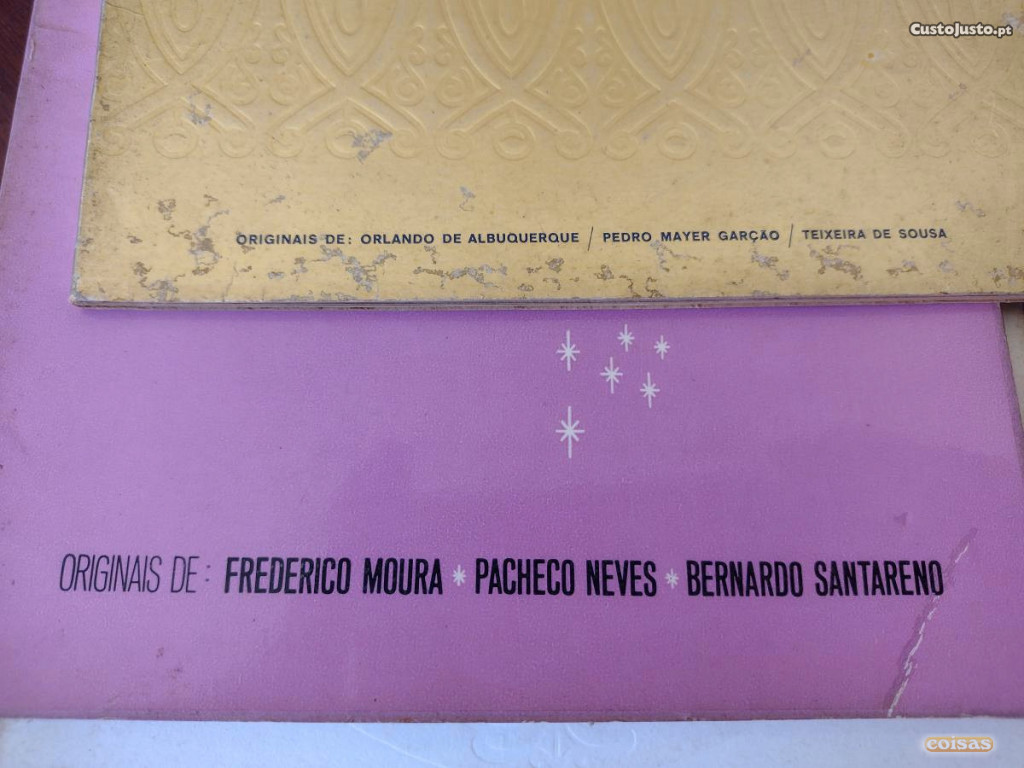 CustoJusto.pt
ORIGINAIS DE: ORLANDO DE ALBUQUERQUE / PEDRO MAYER GARÇÃO / TEIXEIRA DE SOUSA
ORIGINAIS DE: FREDERICO MOURA * PACHECO NEVES * BERNARDO SANTARENO
coisas